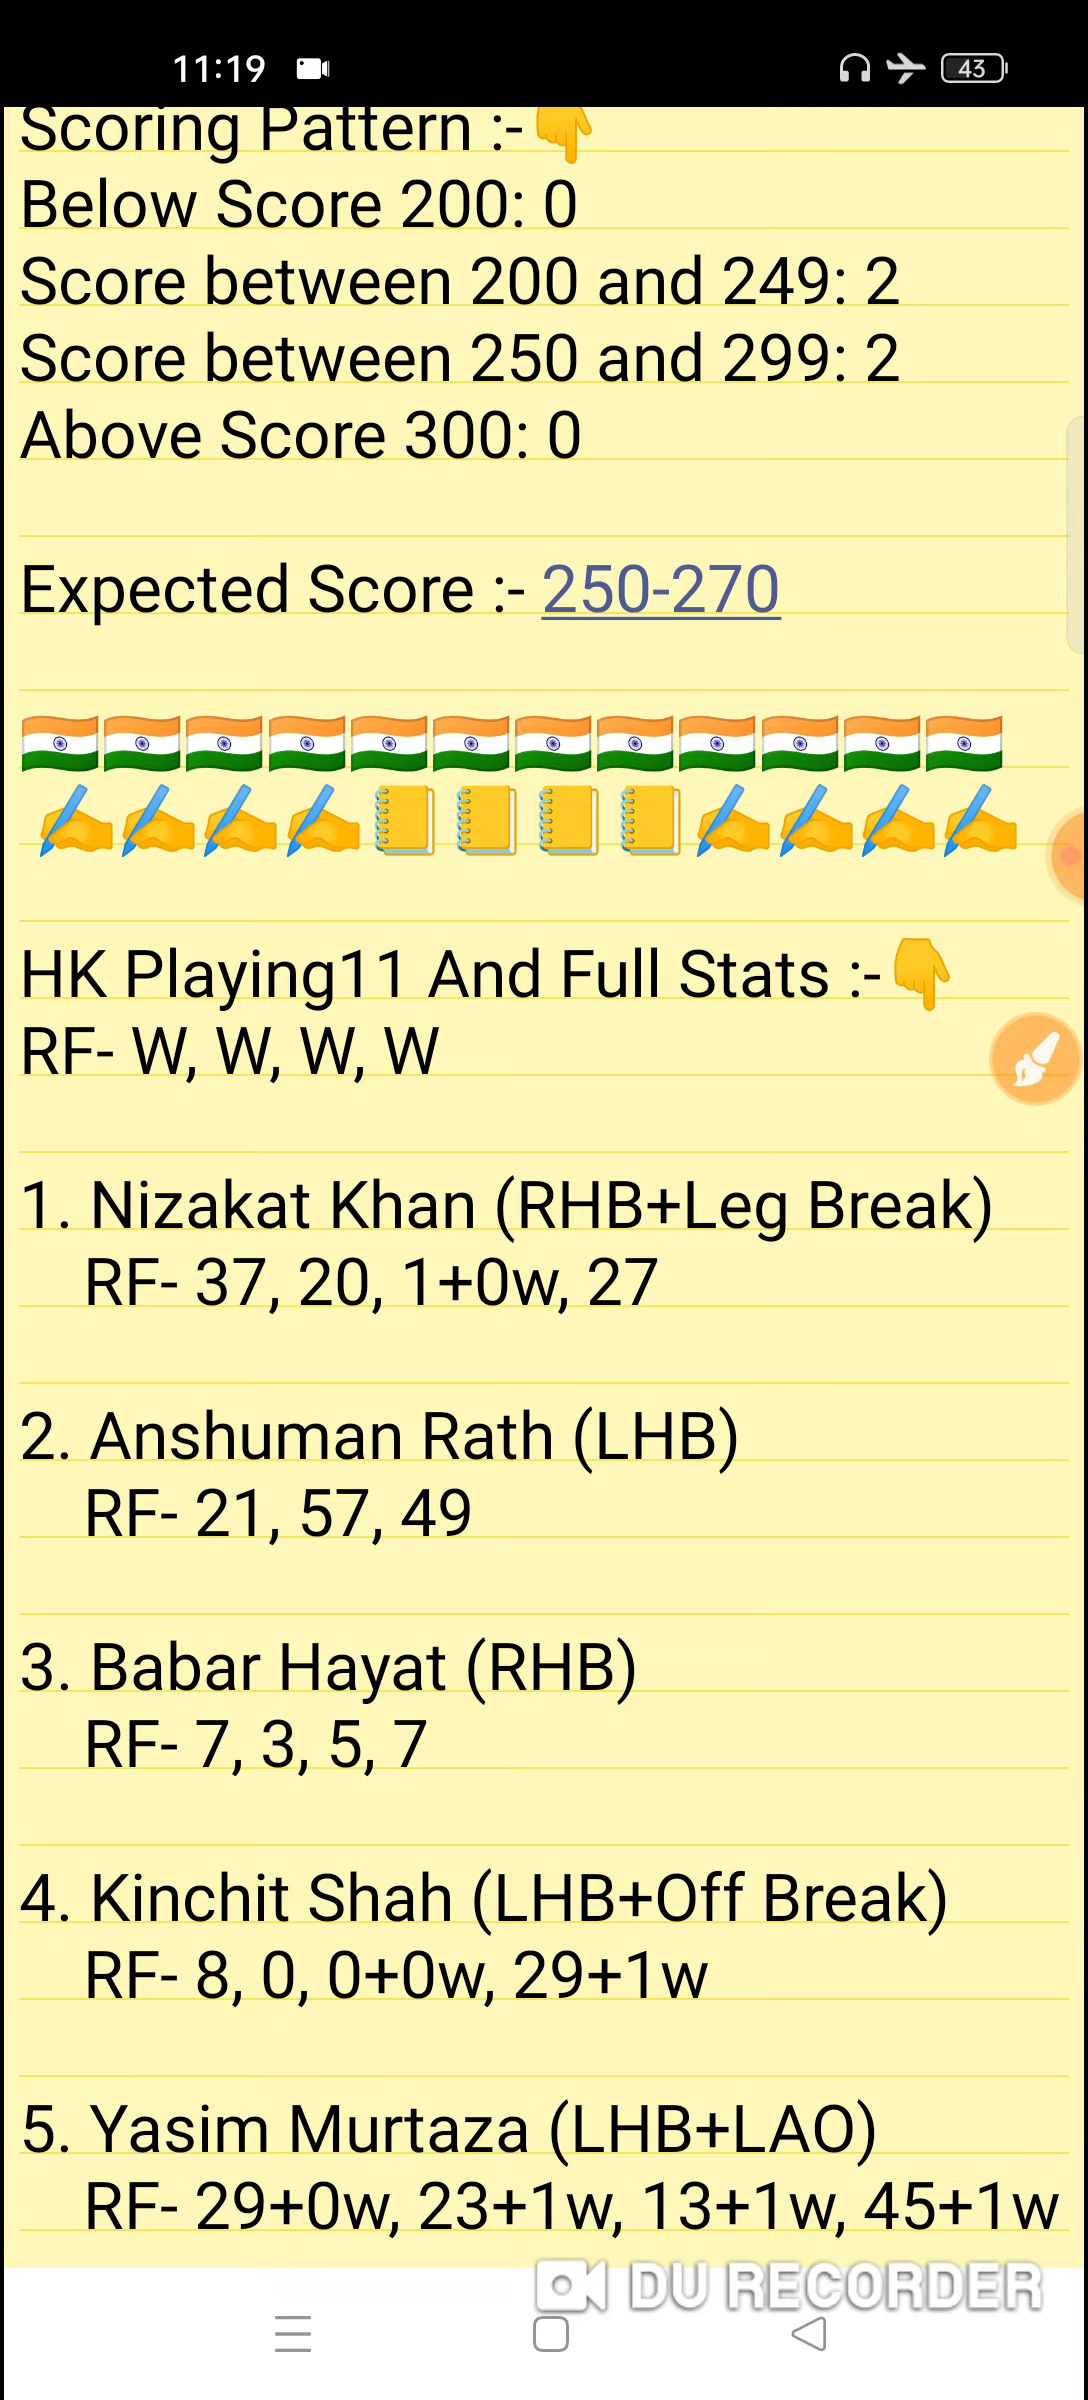 11:19
43
Scoring Pattern :-👇
Below Score 200: 0
Score between 200 and 249: 2
Score between 250 and 299: 2
Above Score 300: 0
Expected Score :- 250-270
🇮🇳🇮🇳🇮🇳🇮🇳🇮🇳🇮🇳🇮🇳🇮🇳🇮🇳🇮🇳🇮🇳🇮🇳
✍✍✍✍📒📒📒📒✍✍✍✍
HK Playing11 And Full Stats :-👇
RF- W, W, W, W
1. Nizakat Khan (RHB+Leg Break)
RF- 37, 20, 1+0w, 27
2. Anshuman Rath (LHB)
RF- 21, 57, 49
3. Babar Hayat (RHB)
RF- 7, 3, 5, 7
4. Kinchit Shah (LHB+Off Break)
RF- 8, 0, 0+0w, 29+1w
5. Yasim Murtaza (LHB+LAO)
RF- 29+0w, 23+1w, 13+1w, 45+1w
DU RECORDER